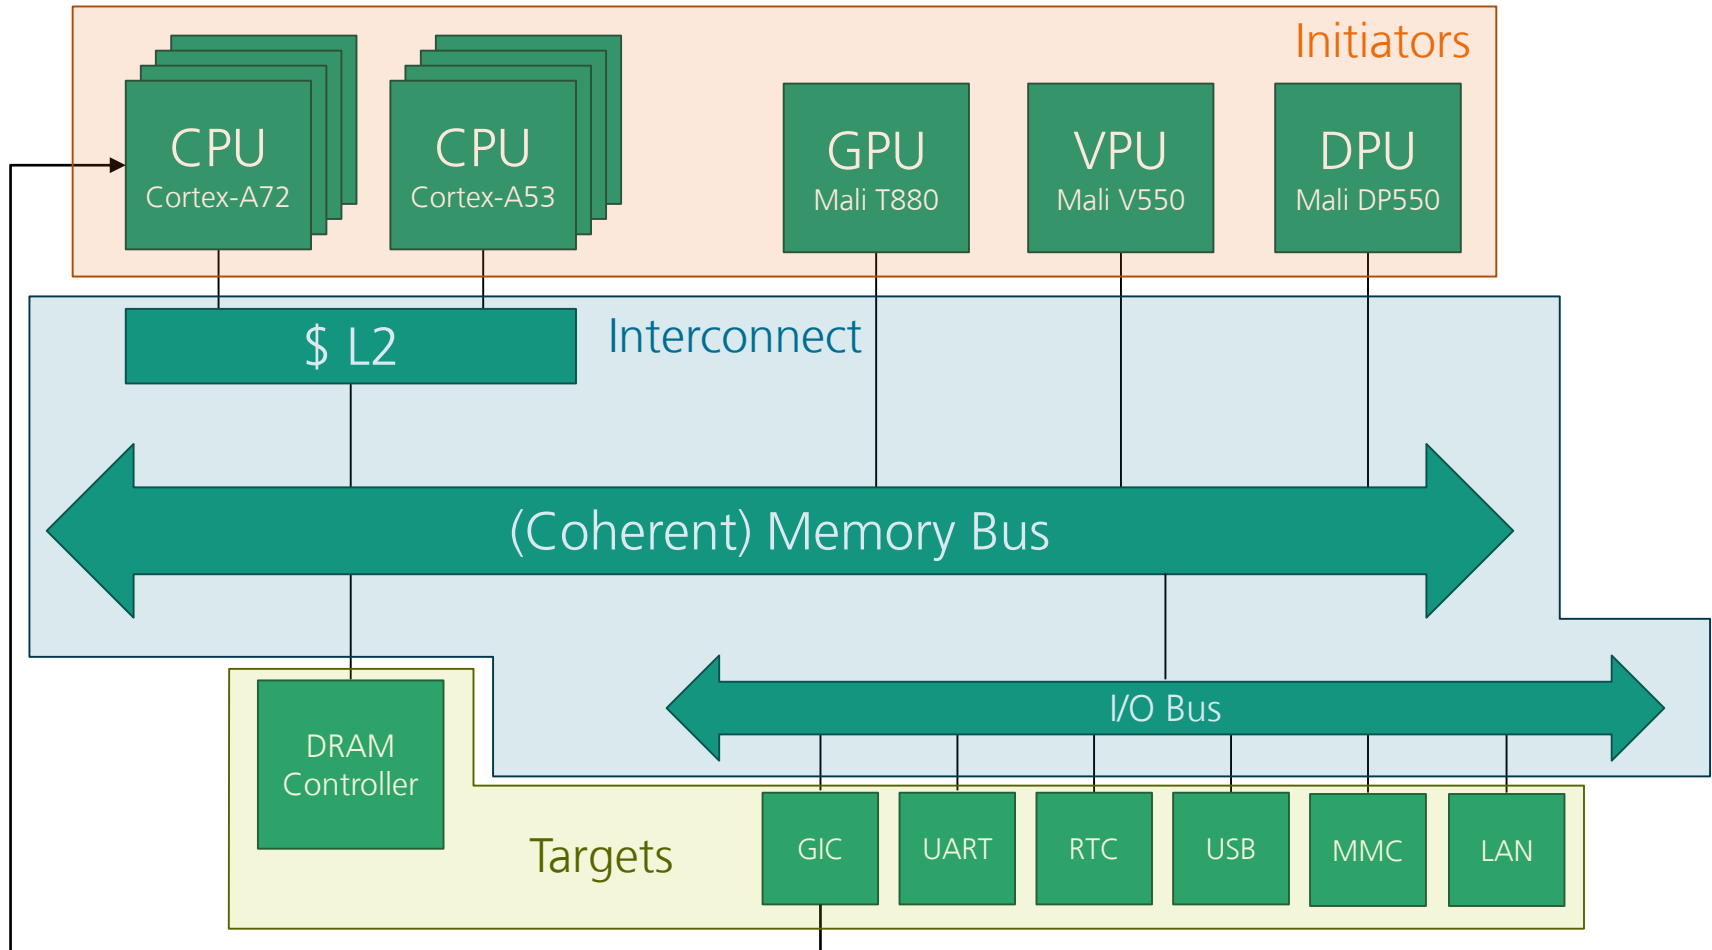 Initiators
CPU
Cortex-A72
CPU
Cortex-A53
GPU
Mali T880
VPU
Mali V550
DPU
Mali DP550
$ L2
Interconnect
(Coherent) Memory Bus
I/O Bus
DRAM
Controller
Targets
GIC
UART
RTC
USB
MMC
LAN